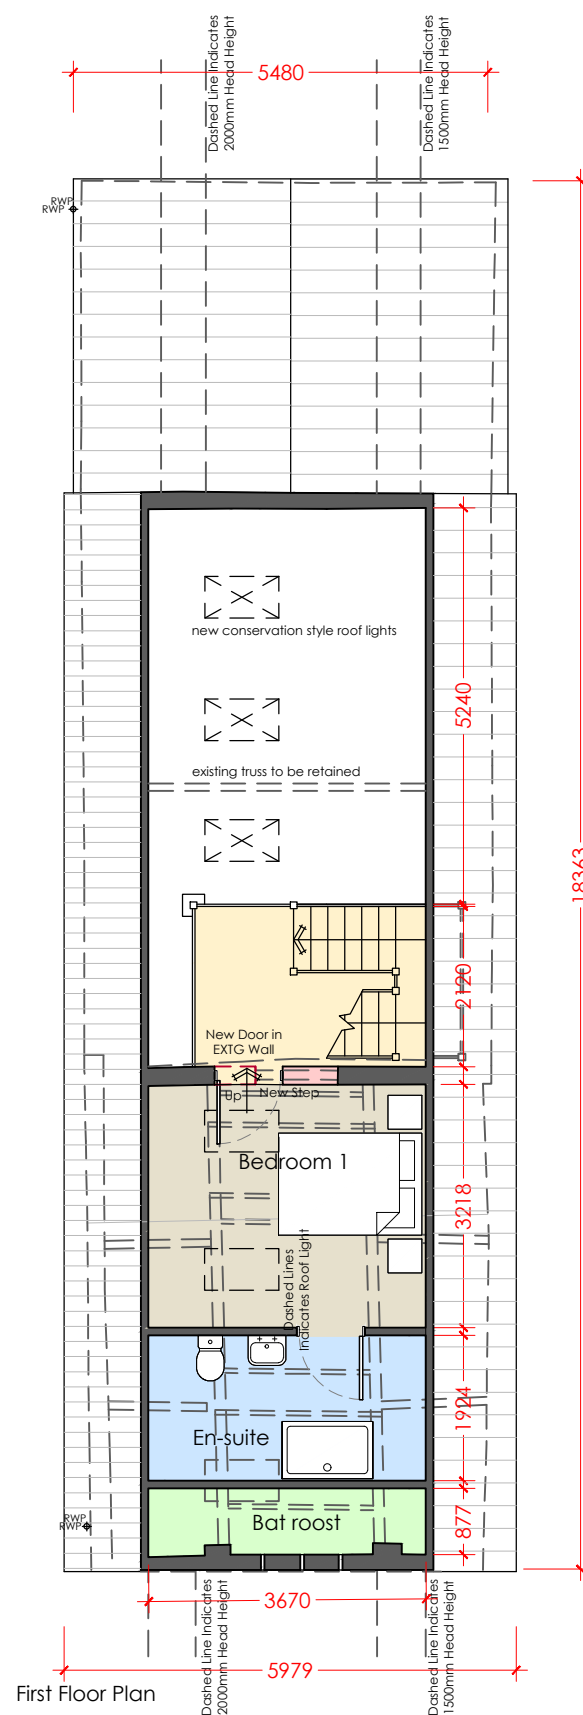 Dashed Line Indicates
2000mm Head Height
Dashed Line Indicates
1500mm Head Height
5480
RWP
RWP
new conservation style roof lights
5240
existing truss to be retained
18363
2120
New Door in
EXTG Wall
Up
New Step
Bedroom 1
3218
Dashed Lines
Indicates Roof Light
1924
En-suite
Bat roost
877
RWP
RWP
3670
Dashed Line Indicates
2000mm Head Height
Dashed Line Indicates
1500mm Head Height
5979
First Floor Plan